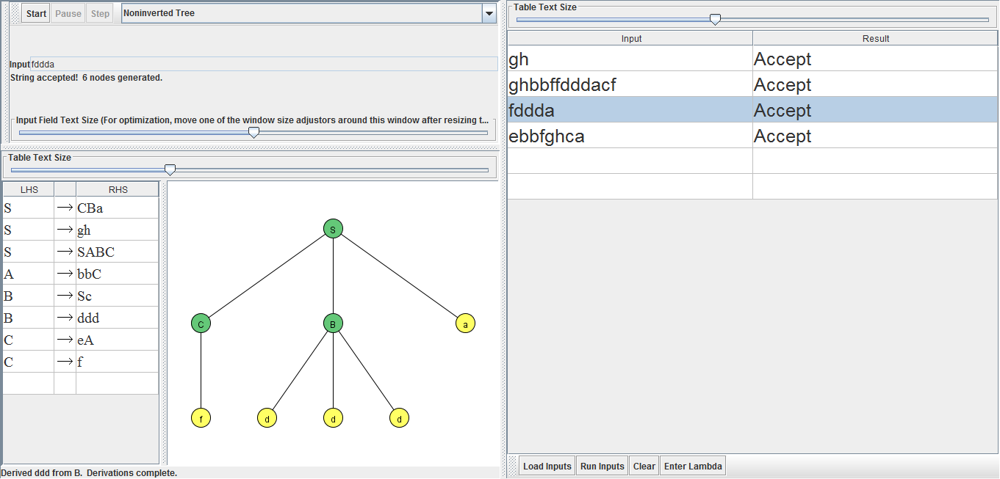 Start Pause Step Noninverted Tree
Input fddda
String accepted! 6 nodes generated.
Input Field Text Size (For optimization, move one of the window size adjustors around this window after resizing t...
Table Text Size
LHS RHS
S → CBa
S → gh
S → SABC
A → bbC
B → Sc
B → ddd
C → eA
C → f
S
C B a
f d d d
Derived ddd from B. Derivations complete.
Table Text Size
Input Result
gh Accept
ghbbffdddacf Accept
fddda Accept
ebbfghca Accept
Load Inputs Run Inputs Clear Enter Lambda